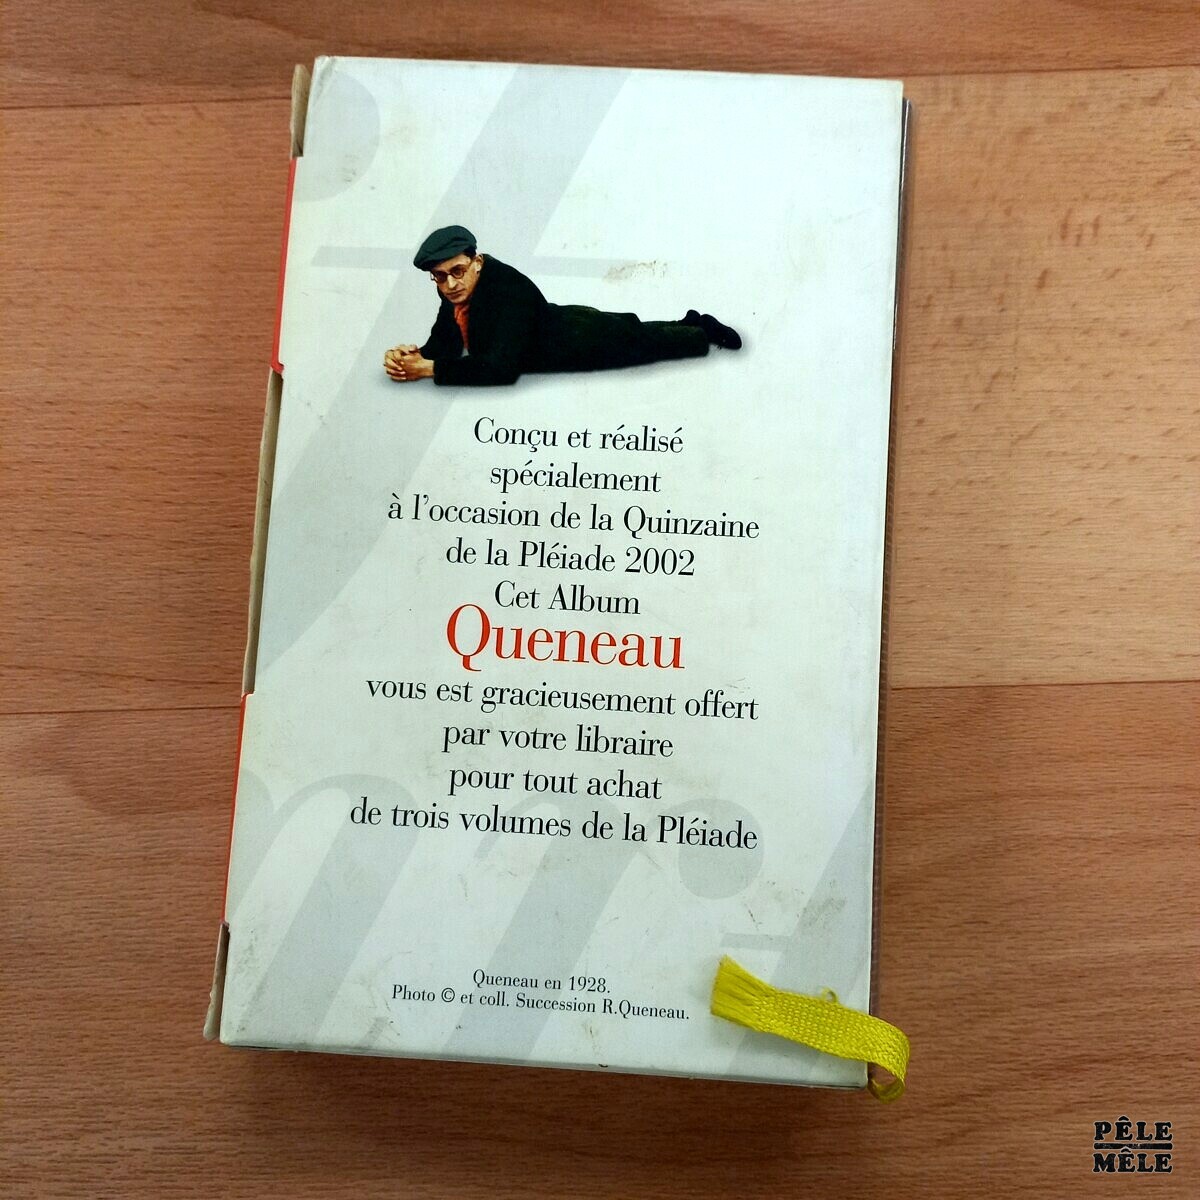 Conçu et réalisé
spécialement
à l'occasion de la Quinzaine
de la Pléiade 2002
Cet Album
Queneau
vous est gracieusement offert
par votre libraire
pour tout achat
de trois volumes de la Pléiade
Queneau en 1928.
Photo © et coll. Succession R.Queneau.
PÊLE
MÊLE